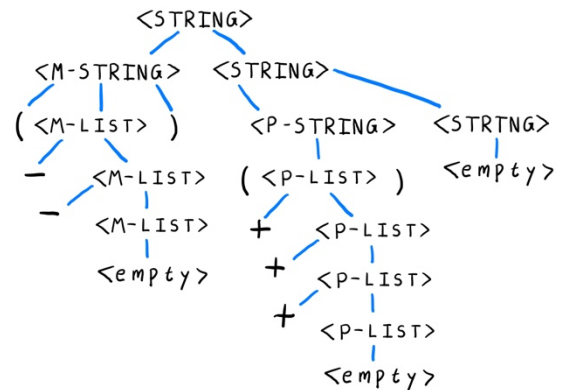 <STRING>
<M-STRING> <STRING>
( <M-LIST> ) <P-STRING> <STRTNG>
− <M-LIST> ( <P-LIST> ) <empty>
− <M-LIST> + <P-LIST>
<empty> + <P-LIST>
+ <P-LIST>
<empty>